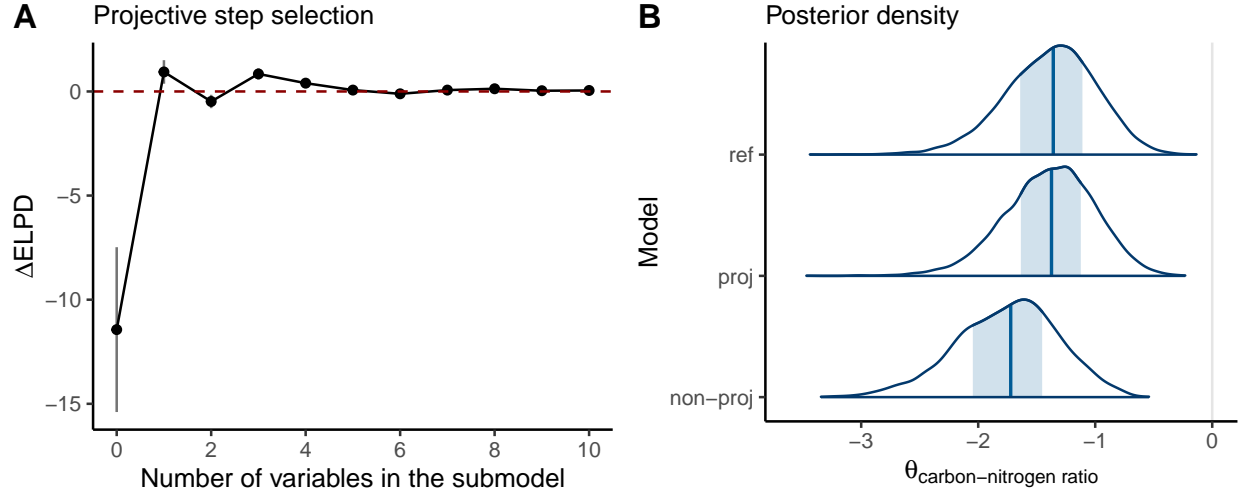 A
Projective step selection
ΔELPD
0
−5
−10
−15
0 2 4 6 8 10
Number of variables in the submodel
B
Posterior density
Model
ref
proj
non−proj
−3 −2 −1 0
θcarbon−nitrogen ratio